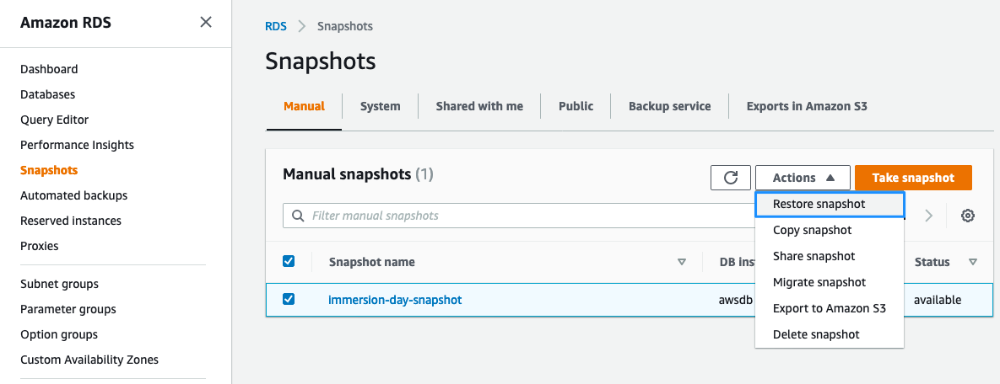 Amazon RDS
Dashboard
Databases
Query Editor
Performance Insights
Snapshots
Automated backups
Reserved instances
Proxies
Subnet groups
Parameter groups
Option groups
Custom Availability Zones
RDS > Snapshots
Snapshots
Manual System Shared with me Public Backup service Exports in Amazon S3
Manual snapshots (1)
Actions Take snapshot
Filter manual snapshots
Restore snapshot
Copy snapshot
Share snapshot
Migrate snapshot
Export to Amazon S3
Delete snapshot
Snapshot name DB Status
immersion-day-snapshot awsdb available